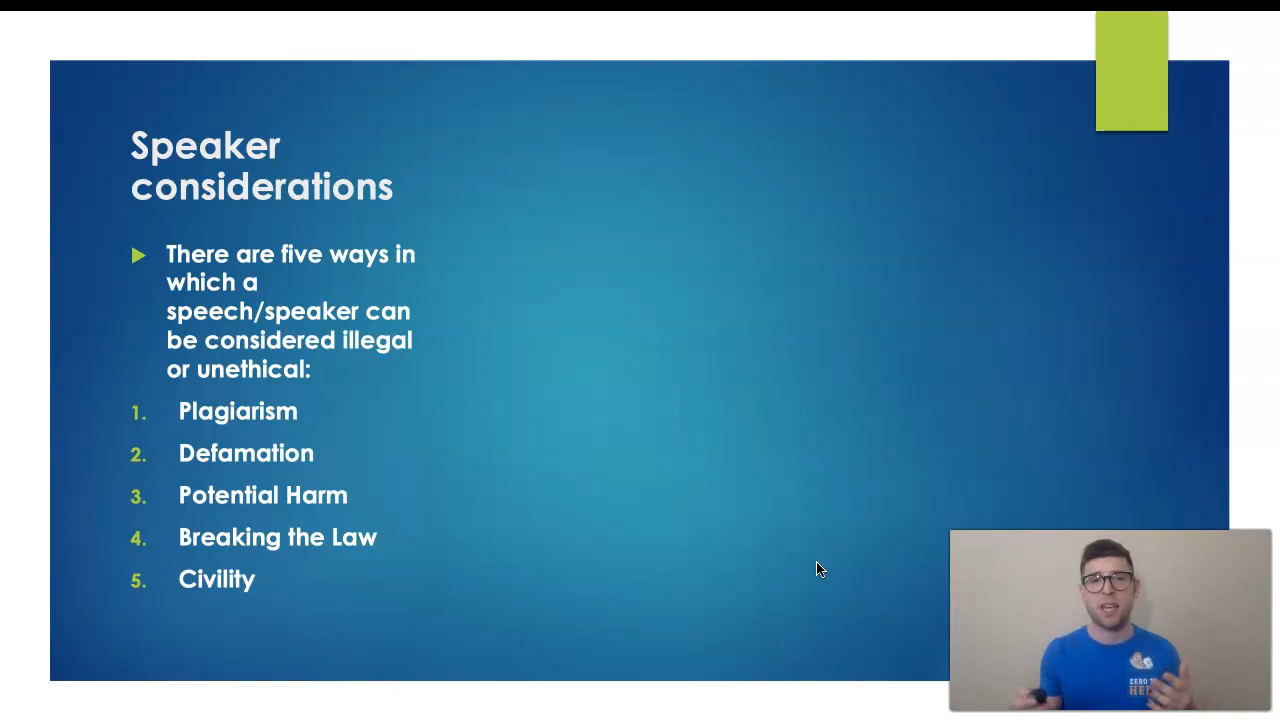 Speaker
considerations
There are five ways in
which a
speech/speaker can
be considered illegal
or unethical:
1. Plagiarism
2. Defamation
3. Potential Harm
4. Breaking the Law
5. Civility
ZERO